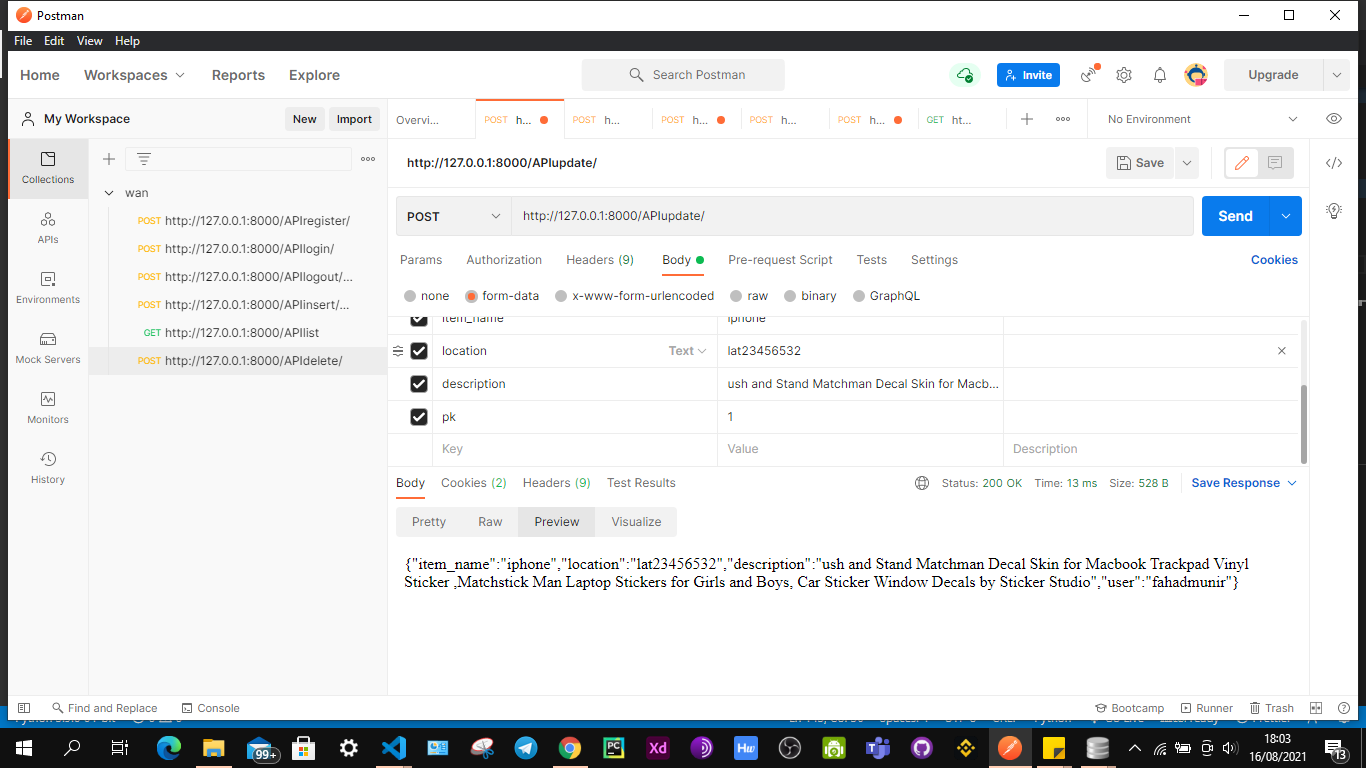 Postman
File Edit View Help
Home Workspaces Reports Explore Search Postman Invite Upgrade
My Workspace New Import Overvi... POST h... POST h... POST h... POST h... POST h... GET ht... No Environment
Collections
APIs
Environments
Mock Servers
Monitors
History
wan
POST http://127.0.0.1:8000/APIregister/
POST http://127.0.0.1:8000/APIlogin/
POST http://127.0.0.1:8000/APIlogout/...
POST http://127.0.0.1:8000/APIinsert/...
GET http://127.0.0.1:8000/APIlist
POST http://127.0.0.1:8000/APIdelete/
http://127.0.0.1:8000/APIupdate/ Save
POST http://127.0.0.1:8000/APIupdate/ Send
Params Authorization Headers (9) Body Pre-request Script Tests Settings Cookies
none form-data x-www-form-urlencoded raw binary GraphQL
item_name iphone
location Text lat23456532
description ush and Stand Matchman Decal Skin for Macb...
pk 1
Key Value Description
Body Cookies (2) Headers (9) Test Results Status: 200 OK Time: 13 ms Size: 528 B Save Response
Pretty Raw Preview Visualize
{"item_name":"iphone","location":"lat23456532","description":"ush and Stand Matchman Decal Skin for Macbook Trackpad Vinyl
Sticker ,Matchstick Man Laptop Stickers for Girls and Boys, Car Sticker Window Decals by Sticker Studio","user":"fahadmunir"}
Find and Replace Console Bootcamp Runner Trash
99+ PC Xd Hw 18:03
16/08/2021 13